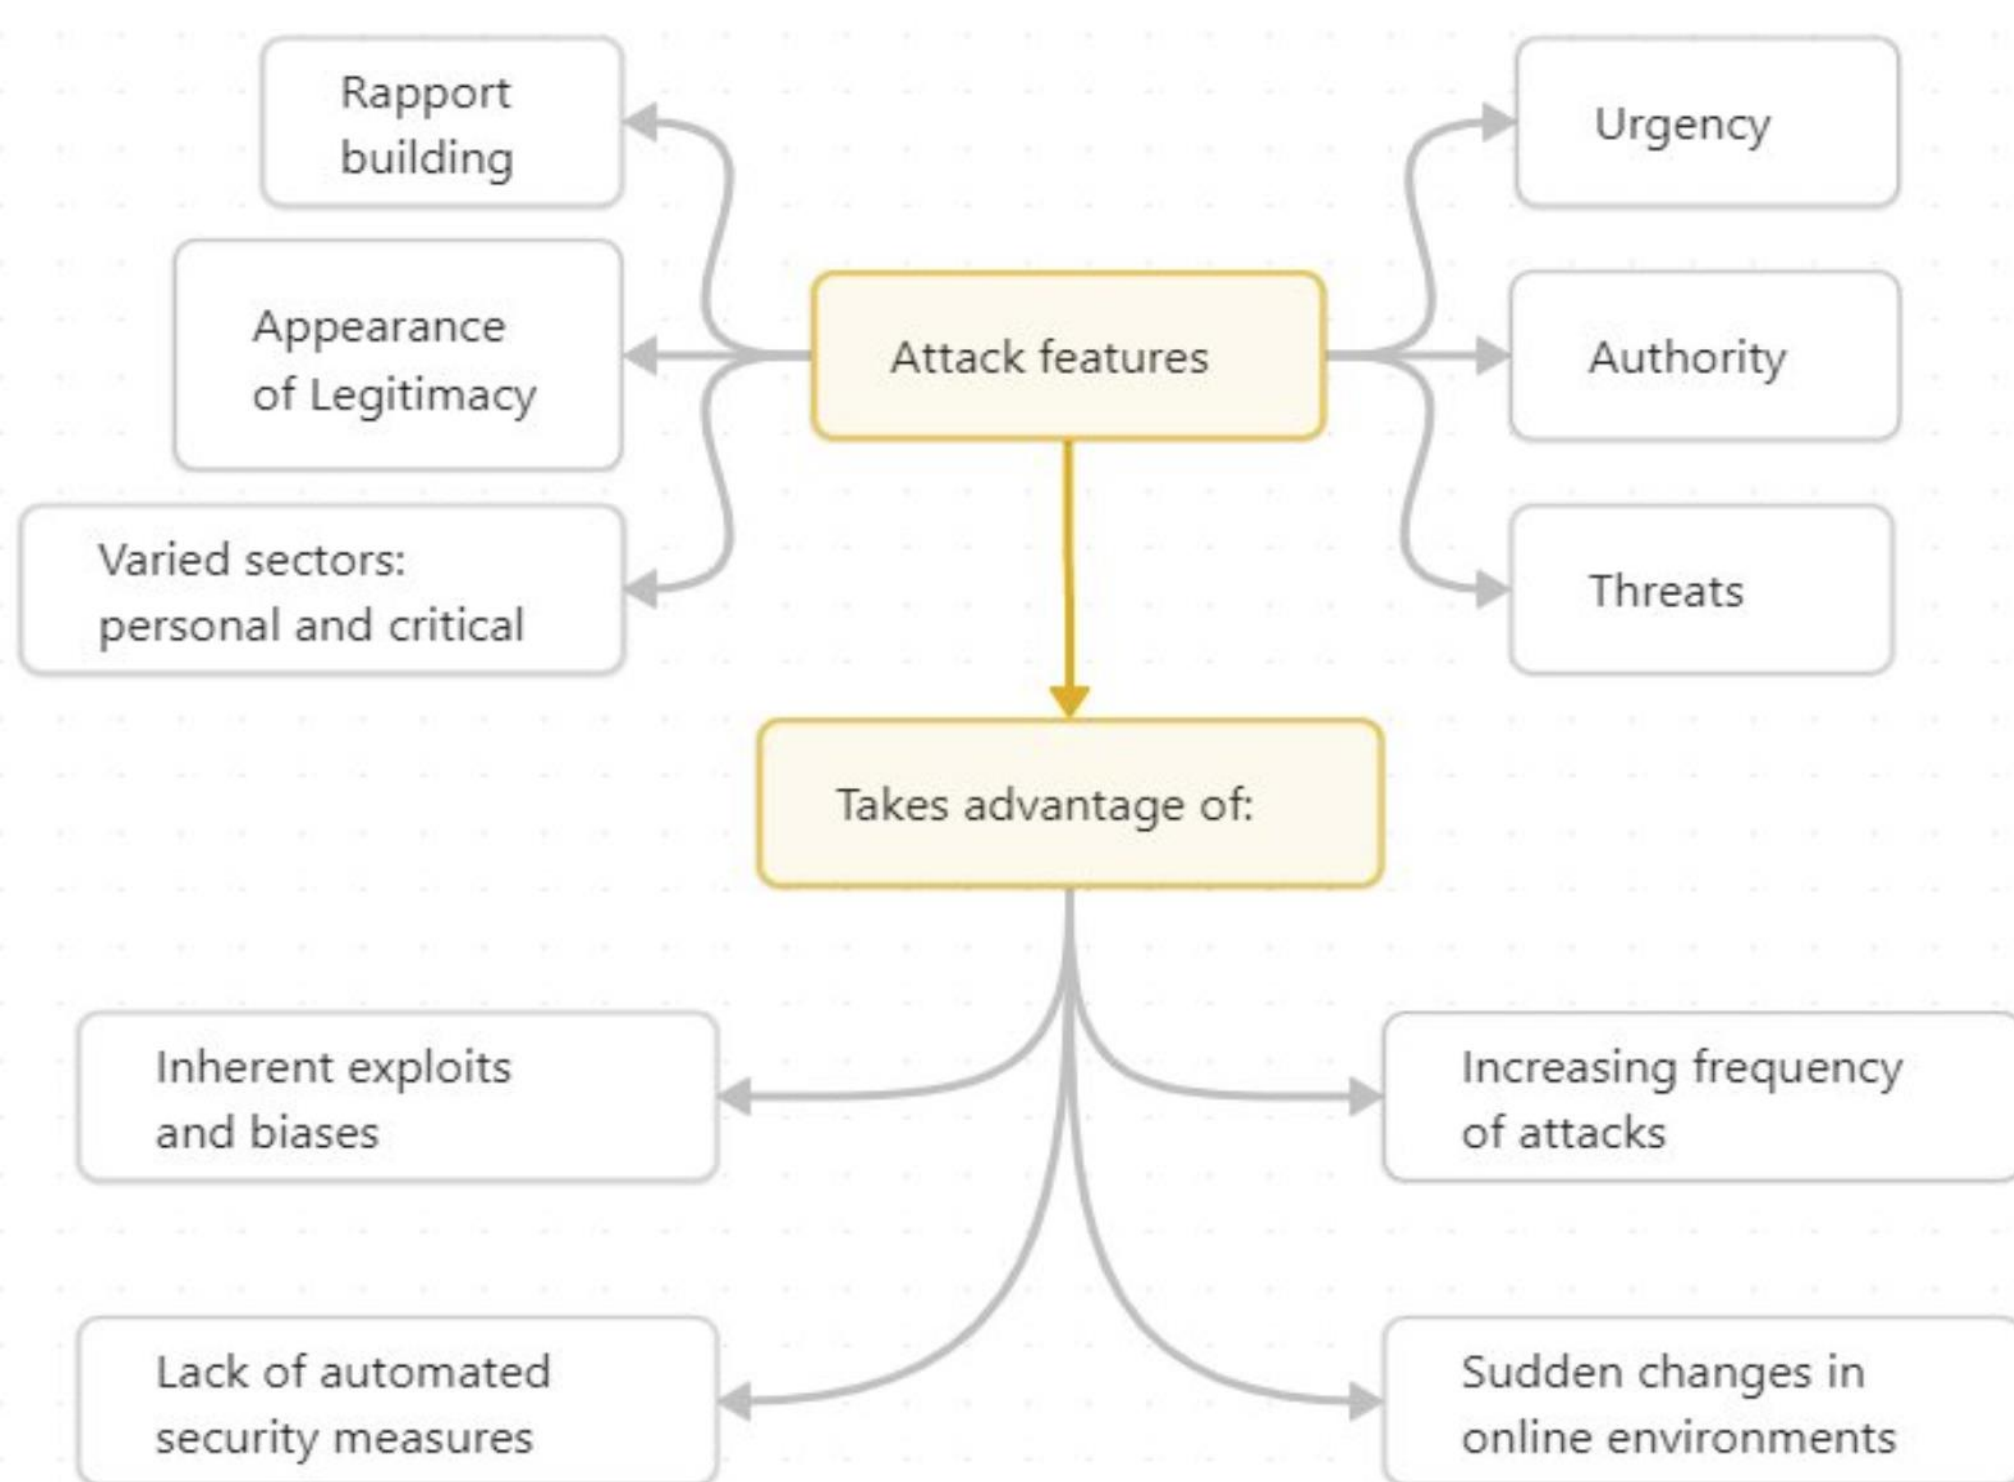 Rapport
building
Urgency
Appearance
of Legitimacy
Attack features
Authority
Varied sectors:
personal and critical
Threats
Takes advantage of:
Inherent exploits
and biases
Increasing frequency
of attacks
Lack of automated
security measures
Sudden changes in
online environments